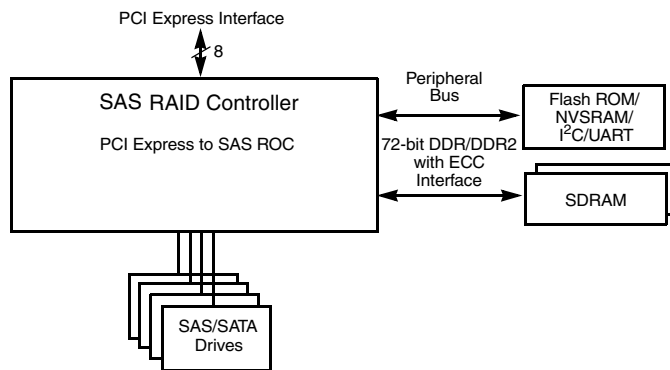 PCI Express Interface
8
SAS RAID Controller
PCI Express to SAS ROC
Peripheral
Bus
Flash ROM/
NVSRAM/
I²C/UART
72-bit DDR/DDR2
with ECC
Interface
SDRAM
SAS/SATA
Drives